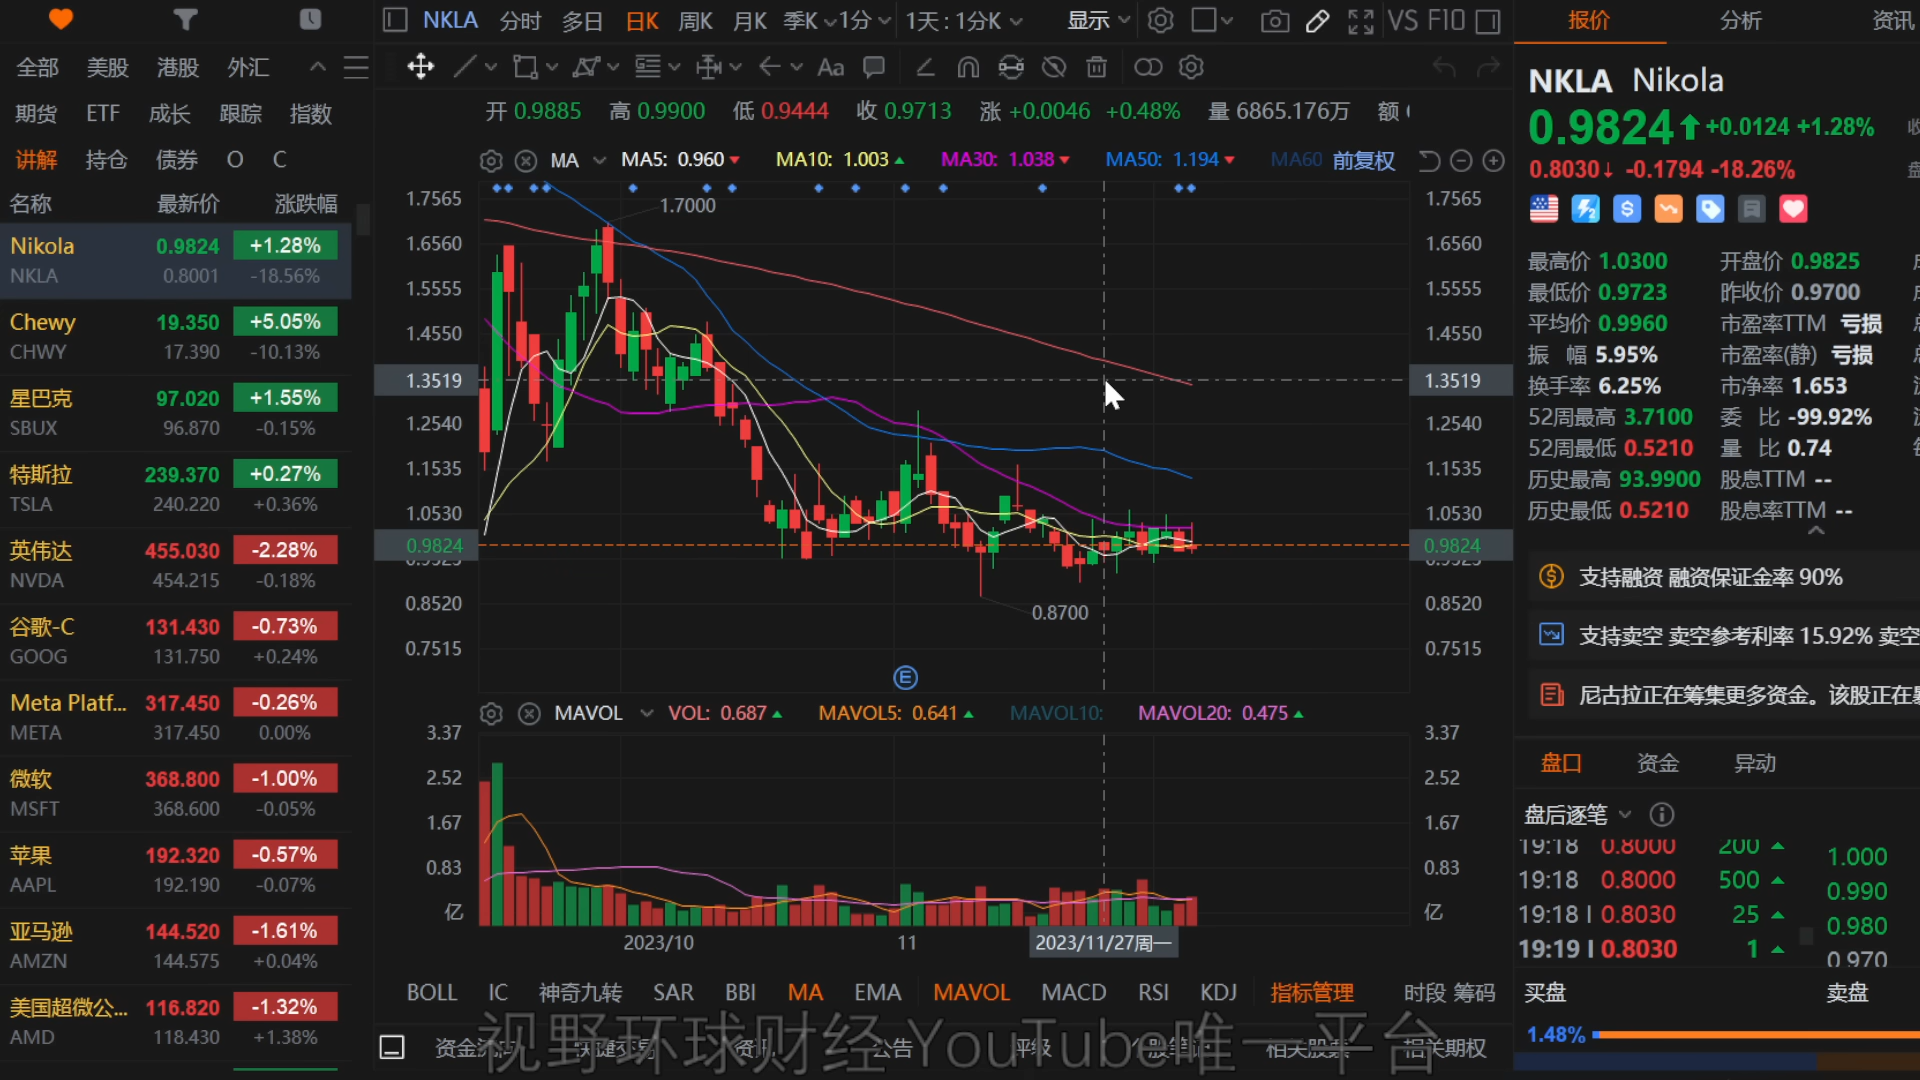 NKLA 分时 多日 日K 周K 月K 季K 1分 1天 : 1分K 显示 VS F10 报价 分析 资讯
全部 美股 港股 外汇
期货 ETF 成长 跟踪 指数
讲解 持仓 债券 O C
名称 最新价 涨跌幅
Nikola 0.9824 +1.28%
NKLA 0.8001 -18.56%
Chewy 19.350 +5.05%
CHWY 17.390 -10.13%
星巴克 97.020 +1.55%
SBUX 96.870 -0.15%
特斯拉 239.370 +0.27%
TSLA 240.220 +0.36%
英伟达 455.030 -2.28%
NVDA 454.215 -0.18%
谷歌-C 131.430 -0.73%
GOOG 131.750 +0.24%
Meta Platf... 317.450 -0.26%
META 317.450 0.00%
微软 368.800 -1.00%
MSFT 368.600 -0.05%
苹果 192.320 -0.57%
AAPL 192.190 -0.07%
亚马逊 144.520 -1.61%
AMZN 144.575 +0.04%
美国超微公... 116.820 -1.32%
AMD 118.430 +1.38%
Aa
开 0.9885 高 0.9900 低 0.9444 收 0.9713 涨 +0.0046 +0.48% 量 6865.176万 额
MA MA5: 0.960 MA10: 1.003 MA30: 1.038 MA50: 1.194 MA60 前复权
1.7565 1.7565
1.7000
1.6560 1.6560
1.5555 1.5555
1.4550 1.4550
1.3519 1.3519
1.2540 1.2540
1.1535 1.1535
1.0530 1.0530
0.9824 0.9824
0.8520 0.8520
0.8700
0.7515 0.7515
E
MAVOL VOL: 0.687 MAVOL5: 0.641 MAVOL10: MAVOL20: 0.475
3.37 3.37
2.52 2.52
1.67 1.67
0.83 0.83
亿 亿
2023/10 11 2023/11/27周一
BOLL IC 神奇九转 SAR BBI MA EMA MAVOL MACD RSI KDJ 指标管理 时段 筹码
视野环球财经YouTube唯一平台
公告 评级 相关股票 相关期权
NKLA Nikola
0.9824 +0.0124 +1.28%
0.8030↓ -0.1794 -18.26%
最高价 1.0300 开盘价 0.9825
最低价 0.9723 昨收价 0.9700
平均价 0.9960 市盈率TTM 亏损
振 幅 5.95% 市盈率(静) 亏损
换手率 6.25% 市净率 1.653
52周最高 3.7100 委 比 -99.92%
52周最低 0.5210 量 比 0.74
历史最高 93.9900 股息TTM --
历史最低 0.5210 股息率TTM --
支持融资 融资保证金率 90%
支持卖空 卖空参考利率 15.92% 卖空
尼古拉正在筹集更多资金。该股正在
盘口 资金 异动
盘后逐笔
19:18 0.8000 200
19:18 0.8000 500
19:18 I 0.8030 25
19:19 I 0.8030 1
1.000
0.990
0.980
0.970
买盘 卖盘
1.48%